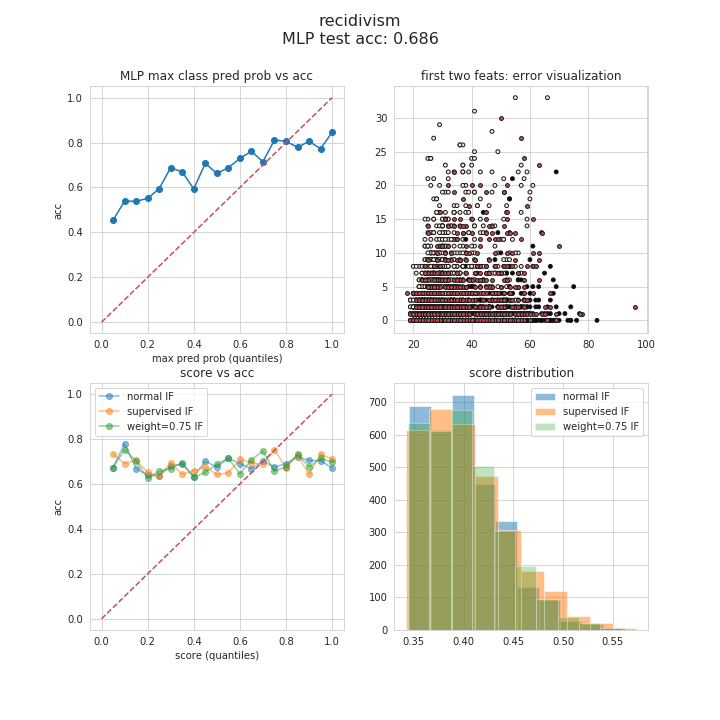 recidivism
MLP test acc: 0.686
MLP max class pred prob vs acc
1.0
0.8
0.6
0.4
0.2
0.0
acc
0.0 0.2 0.4 0.6 0.8 1.0
max pred prob (quantiles)
first two feats: error visualization
30
25
20
15
10
5
0
20 40 60 80 100
score vs acc
normal IF
supervised IF
weight=0.75 IF
1.0
0.8
0.6
0.4
0.2
0.0
acc
0.0 0.2 0.4 0.6 0.8 1.0
score (quantiles)
score distribution
normal IF
supervised IF
weight=0.75 IF
700
600
500
400
300
200
100
0
0.35 0.40 0.45 0.50 0.55